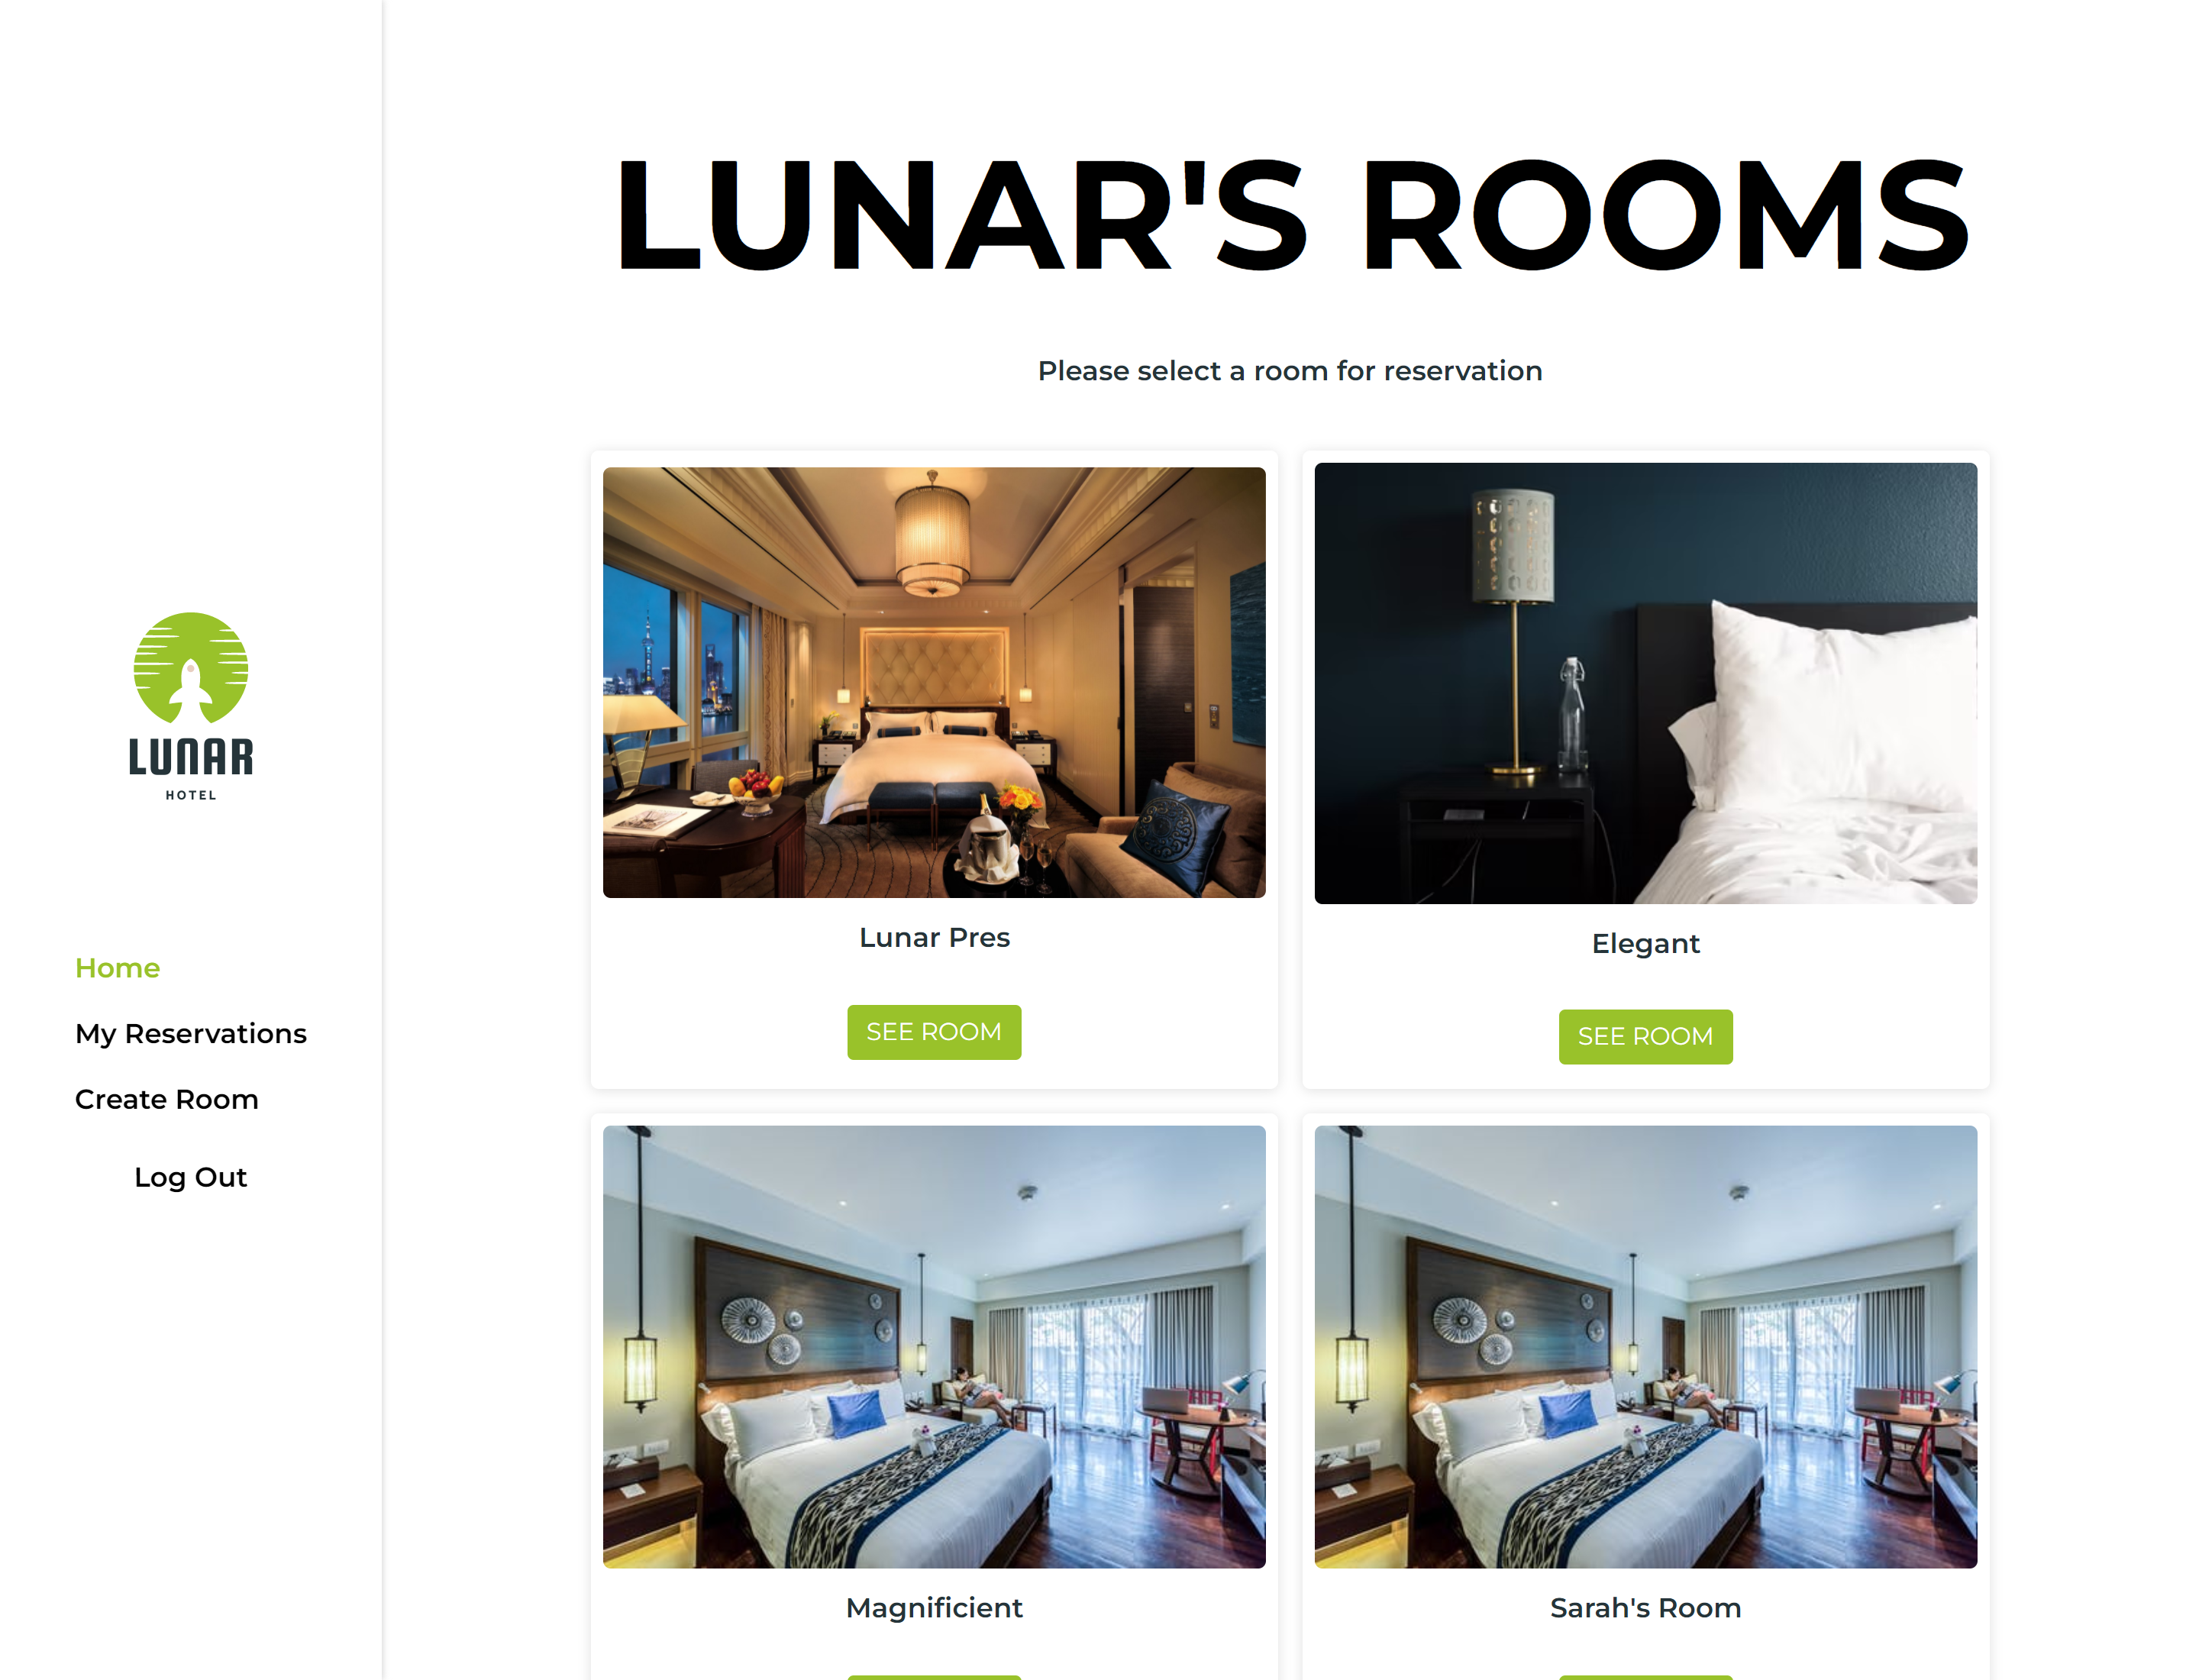 LUNAR
HOTEL
Home
My Reservations
Create Room
Log Out
LUNAR'S ROOMS
Please select a room for reservation
Lunar Pres
SEE ROOM
Elegant
SEE ROOM
Magnificient
Sarah's Room